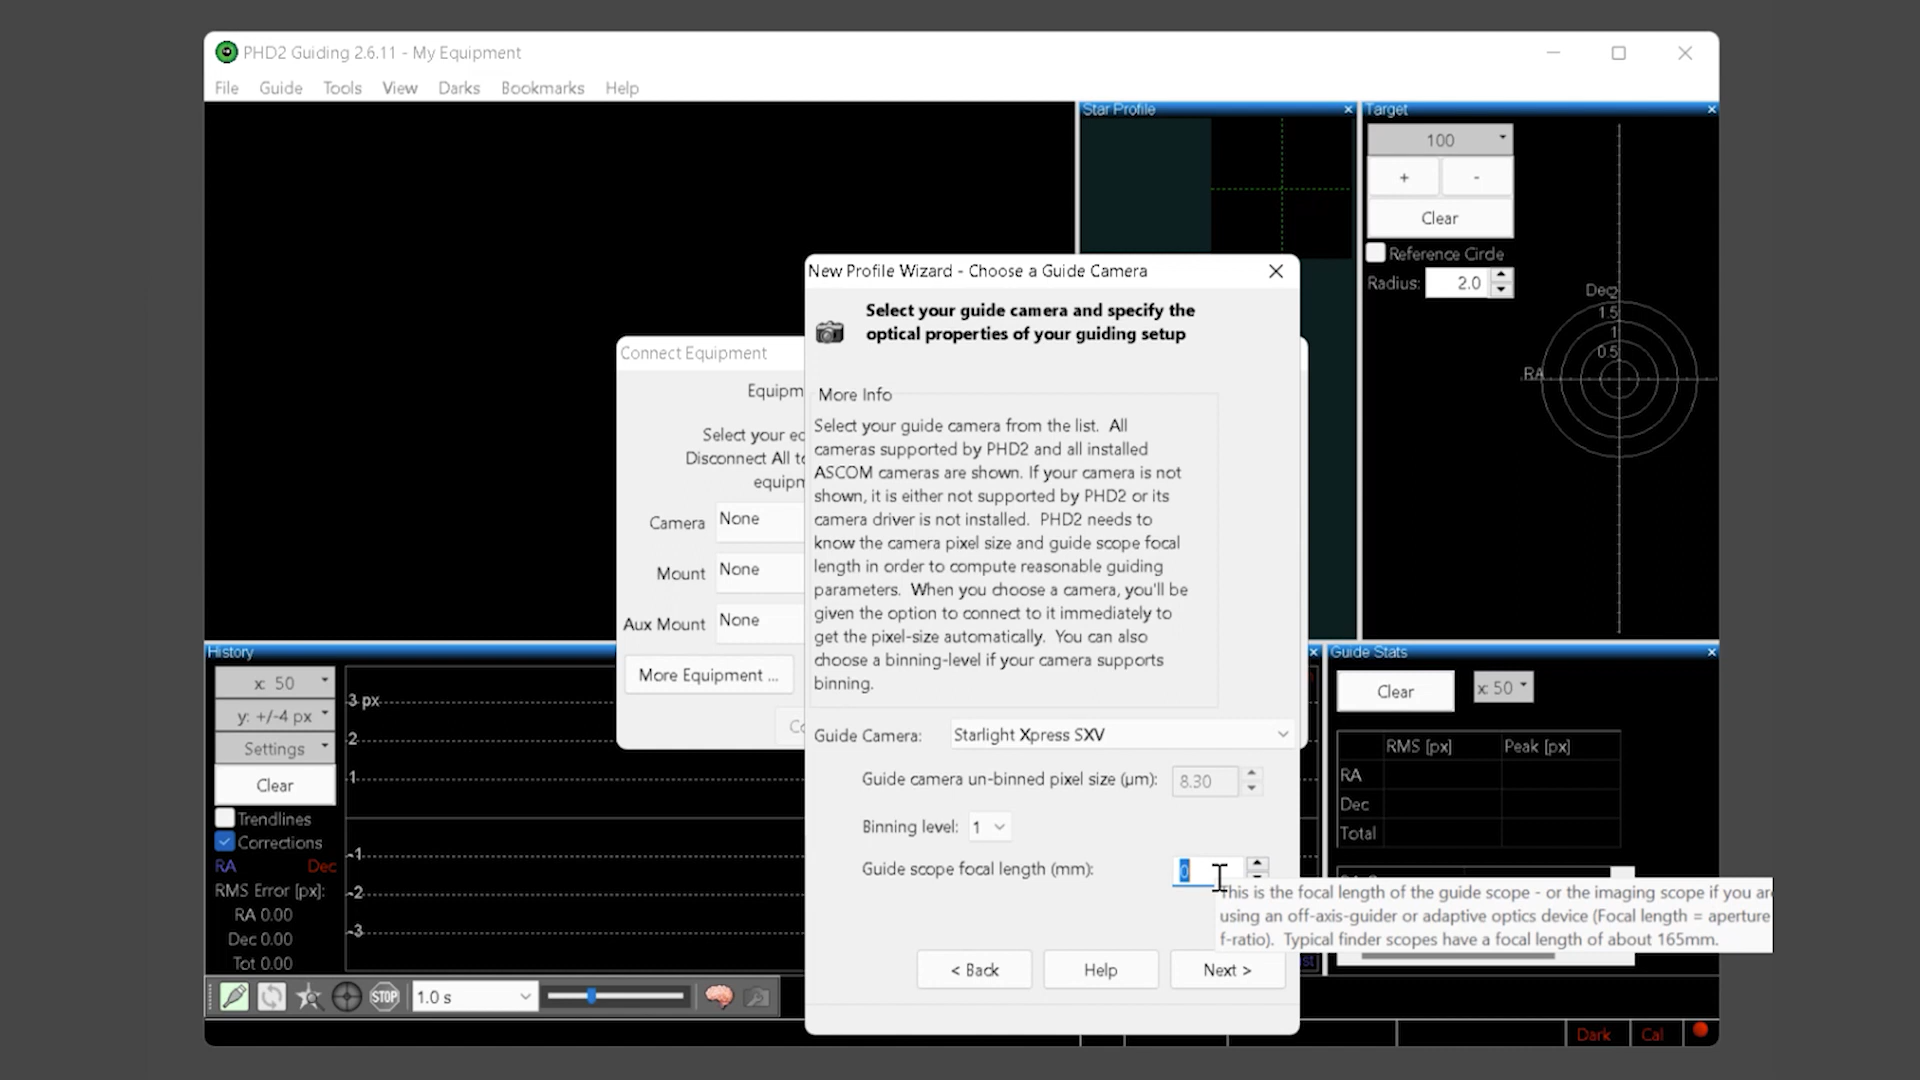 PHD2 Guiding 2.6.11 - My Equipment
File Guide Tools View Darks Bookmarks Help
Star Profile
Target
100
+ -
Clear
Reference Circle
Radius: 2.0
Dec
2
1.5
1
0.5
RA
New Profile Wizard - Choose a Guide Camera
Select your guide camera and specify the
optical properties of your guiding setup
More Info
Select your guide camera from the list. All
cameras supported by PHD2 and all installed
ASCOM cameras are shown. If your camera is not
shown, it is either not supported by PHD2 or its
camera driver is not installed. PHD2 needs to
know the camera pixel size and guide scope focal
length in order to compute reasonable guiding
parameters. When you choose a camera, you'll be
given the option to connect to it immediately to
get the pixel-size automatically. You can also
choose a binning-level if your camera supports
binning.
Guide Camera: Starlight Xpress SXV
Guide camera un-binned pixel size (μm): 8.30
Binning level: 1
Guide scope focal length (mm): 0
This is the focal length of the guide scope - or the imaging scope if you are
using an off-axis-guider or adaptive optics device (Focal length = aperture
f-ratio). Typical finder scopes have a focal length of about 165mm.
< Back Help Next >
Connect Equipment
Equipm
Select your
Disconnect All
equipm
Camera None
Mount None
Aux Mount None
More Equipment ...
History
x: 50
y: +/-4 px
Settings
Clear
Trendlines
Corrections
RA Dec
RMS Error [px]:
RA 0.00
Dec 0.00
Tot 0.00
3 px
2
1
-1
-2
-3
Guide Stats
Clear x: 50
RMS [px] Peak [px]
RA
Dec
Total
STOP 1.0 s
Dark Cal